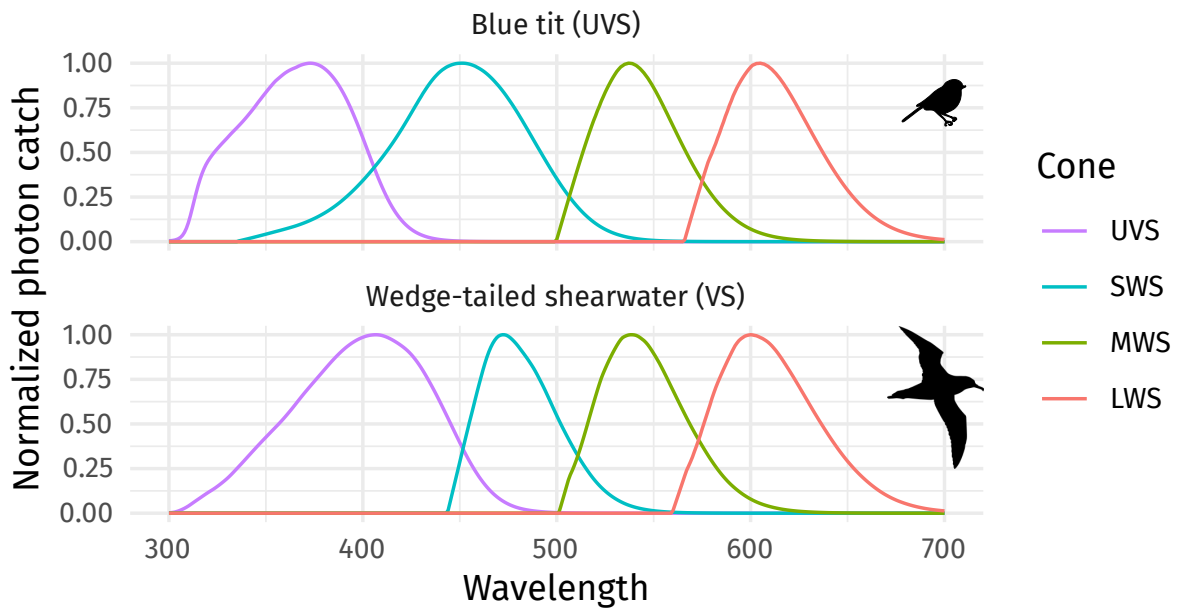 Blue tit (UVS)
1.00
0.75
0.50
0.25
0.00
Wedge-tailed shearwater (VS)
1.00
0.75
0.50
0.25
0.00
300 400 500 600 700
Wavelength
Normalized photon catch
Cone
UVS
SWS
MWS
LWS